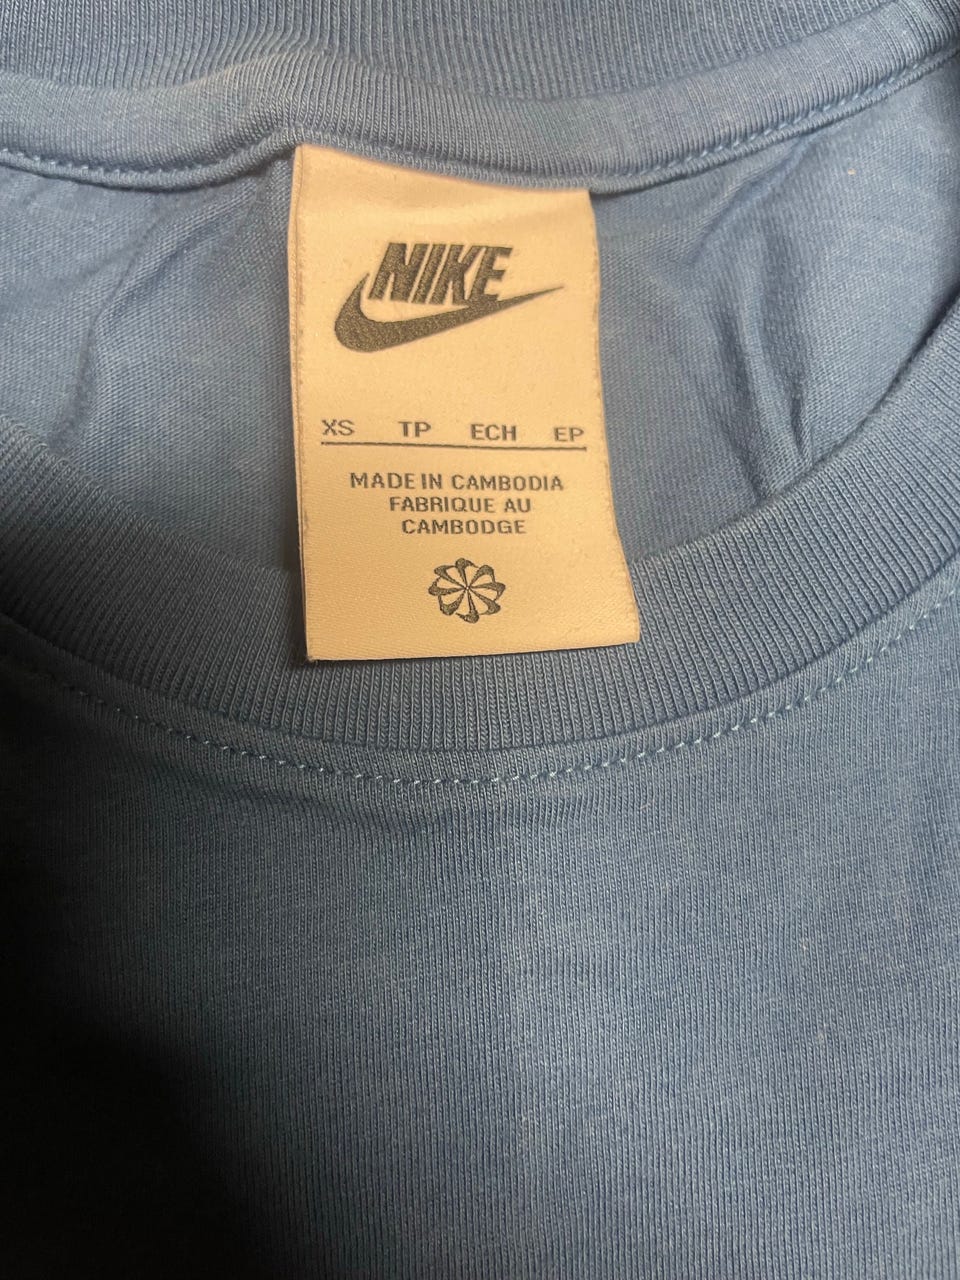 NIKE
XS TP ECH EP
MADE IN CAMBODIA
FABRIQUE AU
CAMBODGE